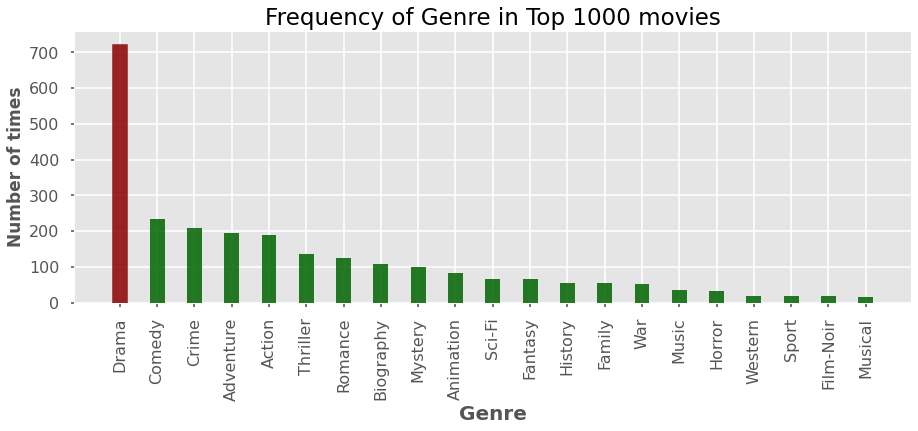 Frequency of Genre in Top 1000 movies
Number of times
700
600
500
400
300
200
100
0
Drama
Comedy
Crime
Adventure
Action
Thriller
Romance
Biography
Mystery
Animation
Sci-Fi
Fantasy
History
Family
War
Music
Horror
Western
Sport
Film-Noir
Musical
Genre